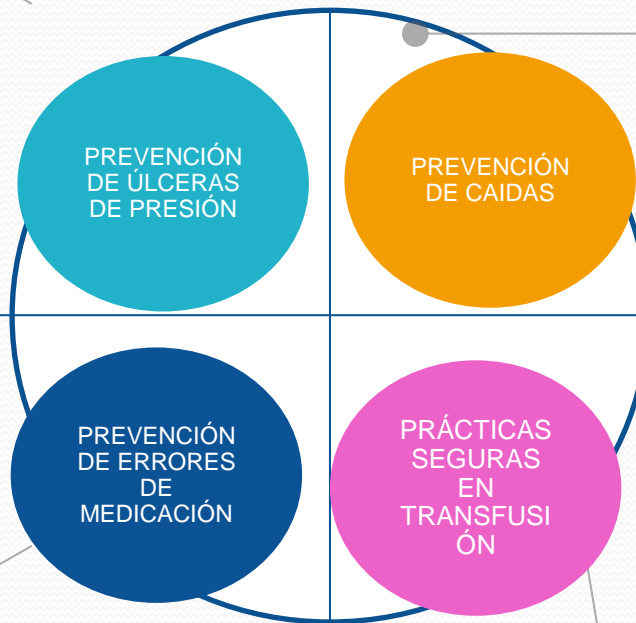 PREVENCIÓN
DE ÚLCERAS
DE PRESIÓN
PREVENCIÓN
DE CAIDAS
PREVENCIÓN
DE ERRORES
DE
MEDICACIÓN
PRÁCTICAS
SEGURAS
EN
TRANSFUSI
ÓN